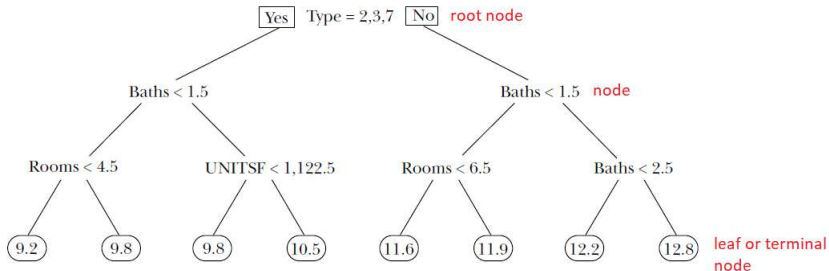 Yes Type = 2,3,7 No root node
Baths < 1.5 Baths < 1.5 node
Rooms < 4.5 UNITSF < 1,122.5 Rooms < 6.5 Baths < 2.5
9.2 9.8 9.8 10.5 11.6 11.9 12.2 12.8 leaf or terminal
node